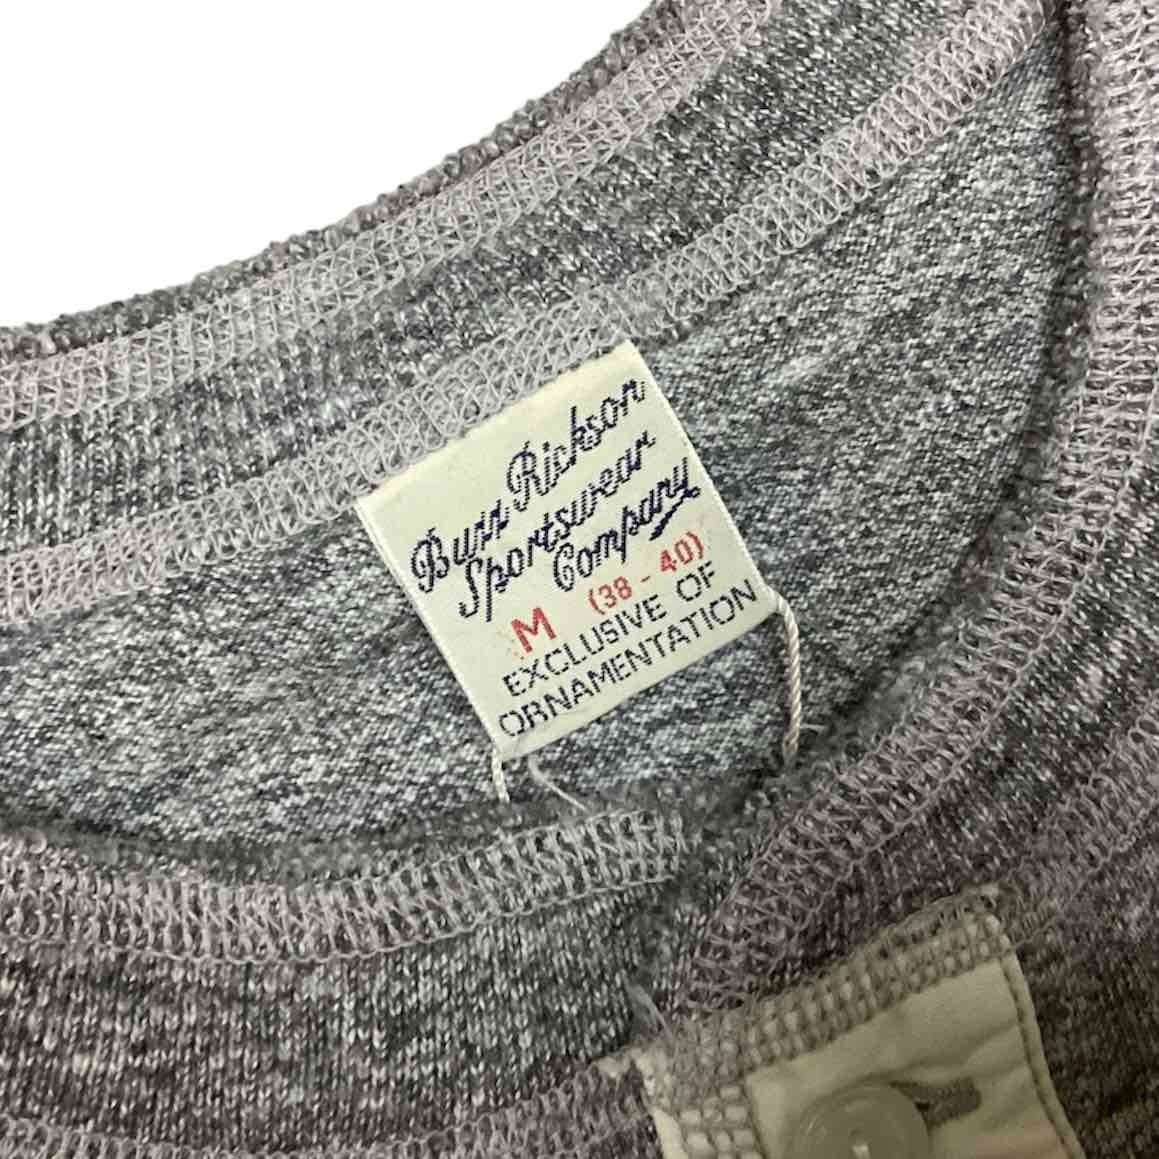 Buzz Rickson
Sportswear
Company
M (38 - 40)
EXCLUSIVE OF
ORNAMENTATION